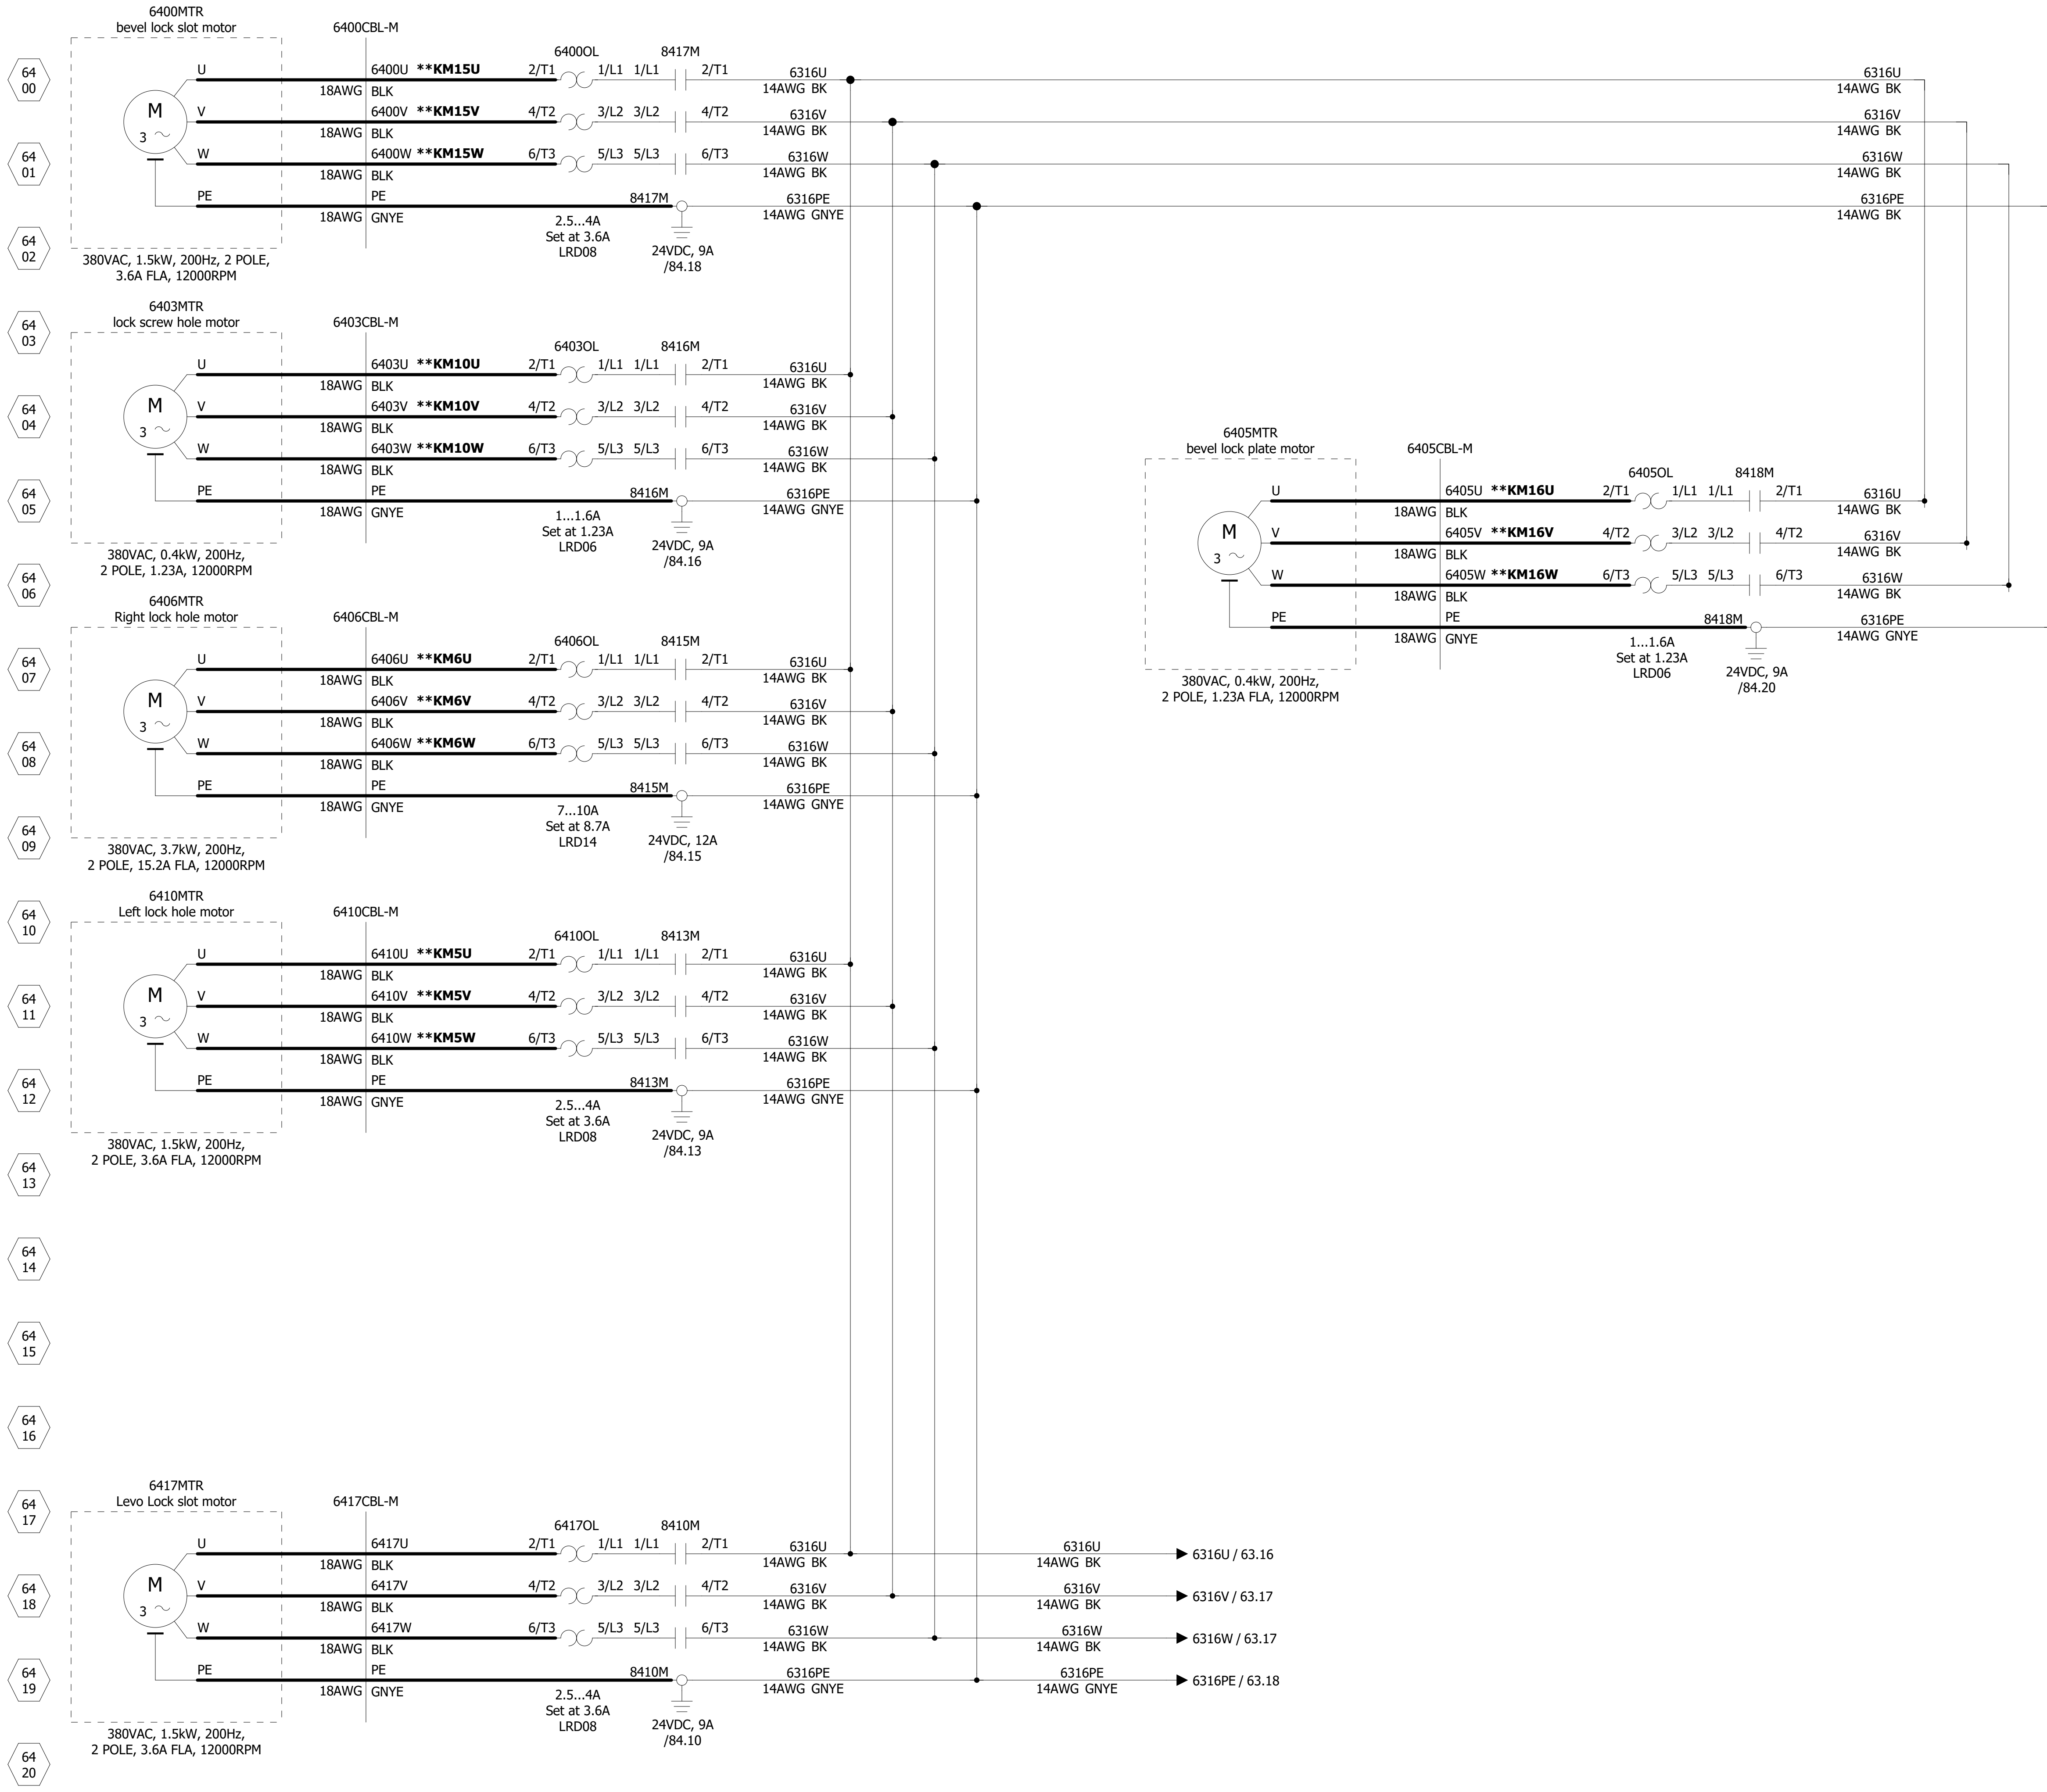 6400MTR
bevel lock slot motor
6400CBL-M
6400OL 8417M
64
00
U 6400U **KM15U 2/T1 1/L1 1/L1 2/T1 6316U 6316U
18AWG BLK 14AWG BK 14AWG BK
M
3
V 6400V **KM15V 4/T2 3/L2 3/L2 4/T2 6316V 6316V
18AWG BLK 14AWG BK 14AWG BK
64
01
W 6400W **KM15W 6/T3 5/L3 5/L3 6/T3 6316W 6316W
18AWG BLK 14AWG BK 14AWG BK
PE PE 8417M 6316PE 6316PE
18AWG GNYE 14AWG GNYE 14AWG BK
2.5...4A
Set at 3.6A
LRD08
24VDC, 9A
/84.18
64
02
380VAC, 1.5kW, 200Hz, 2 POLE,
3.6A FLA, 12000RPM
6403MTR
lock screw hole motor
6403CBL-M
64
03
6403OL 8416M
U 6403U **KM10U 2/T1 1/L1 1/L1 2/T1 6316U
18AWG BLK 14AWG BK
M
3
64
04
V 6403V **KM10V 4/T2 3/L2 3/L2 4/T2 6316V
18AWG BLK 14AWG BK
W 6403W **KM10W 6/T3 5/L3 5/L3 6/T3 6316W
18AWG BLK 14AWG BK
64
05
PE PE 8416M 6316PE
18AWG GNYE 14AWG GNYE
1...1.6A
Set at 1.23A
LRD06
24VDC, 9A
/84.16
380VAC, 0.4kW, 200Hz,
2 POLE, 1.23A, 12000RPM
6405MTR
bevel lock plate motor
6405CBL-M
6405OL 8418M
U 6405U **KM16U 2/T1 1/L1 1/L1 2/T1 6316U
18AWG BLK 14AWG BK
M
3
V 6405V **KM16V 4/T2 3/L2 3/L2 4/T2 6316V
18AWG BLK 14AWG BK
W 6405W **KM16W 6/T3 5/L3 5/L3 6/T3 6316W
18AWG BLK 14AWG BK
PE PE 8418M 6316PE
18AWG GNYE 14AWG GNYE
1...1.6A
Set at 1.23A
LRD06
24VDC, 9A
/84.20
380VAC, 0.4kW, 200Hz,
2 POLE, 1.23A FLA, 12000RPM
64
06
6406MTR
Right lock hole motor
6406CBL-M
6406OL 8415M
64
07
U 6406U **KM6U 2/T1 1/L1 1/L1 2/T1 6316U
18AWG BLK 14AWG BK
M
3
V 6406V **KM6V 4/T2 3/L2 3/L2 4/T2 6316V
18AWG BLK 14AWG BK
64
08
W 6406W **KM6W 6/T3 5/L3 5/L3 6/T3 6316W
18AWG BLK 14AWG BK
PE PE 8415M 6316PE
18AWG GNYE 14AWG GNYE
7...10A
Set at 8.7A
LRD14
24VDC, 12A
/84.15
64
09
380VAC, 3.7kW, 200Hz,
2 POLE, 15.2A FLA, 12000RPM
6410MTR
Left lock hole motor
6410CBL-M
64
10
6410OL 8413M
U 6410U **KM5U 2/T1 1/L1 1/L1 2/T1 6316U
18AWG BLK 14AWG BK
M
3
64
11
V 6410V **KM5V 4/T2 3/L2 3/L2 4/T2 6316V
18AWG BLK 14AWG BK
W 6410W **KM5W 6/T3 5/L3 5/L3 6/T3 6316W
18AWG BLK 14AWG BK
64
12
PE PE 8413M 6316PE
18AWG GNYE 14AWG GNYE
2.5...4A
Set at 3.6A
LRD08
24VDC, 9A
/84.13
380VAC, 1.5kW, 200Hz,
2 POLE, 3.6A FLA, 12000RPM
64
13
64
14
64
15
64
16
6417MTR
Levo Lock slot motor
6417CBL-M
64
17
6417OL 8410M
U 6417U 2/T1 1/L1 1/L1 2/T1 6316U 6316U 6316U / 63.16
18AWG BLK 14AWG BK 14AWG BK
M
3
64
18
V 6417V 4/T2 3/L2 3/L2 4/T2 6316V 6316V 6316V / 63.17
18AWG BLK 14AWG BK 14AWG BK
W 6417W 6/T3 5/L3 5/L3 6/T3 6316W 6316W 6316W / 63.17
18AWG BLK 14AWG BK 14AWG BK
64
19
PE PE 8410M 6316PE 6316PE 6316PE / 63.18
18AWG GNYE 14AWG GNYE 14AWG GNYE
2.5...4A
Set at 3.6A
LRD08
24VDC, 9A
/84.10
380VAC, 1.5kW, 200Hz,
2 POLE, 3.6A FLA, 12000RPM
64
20